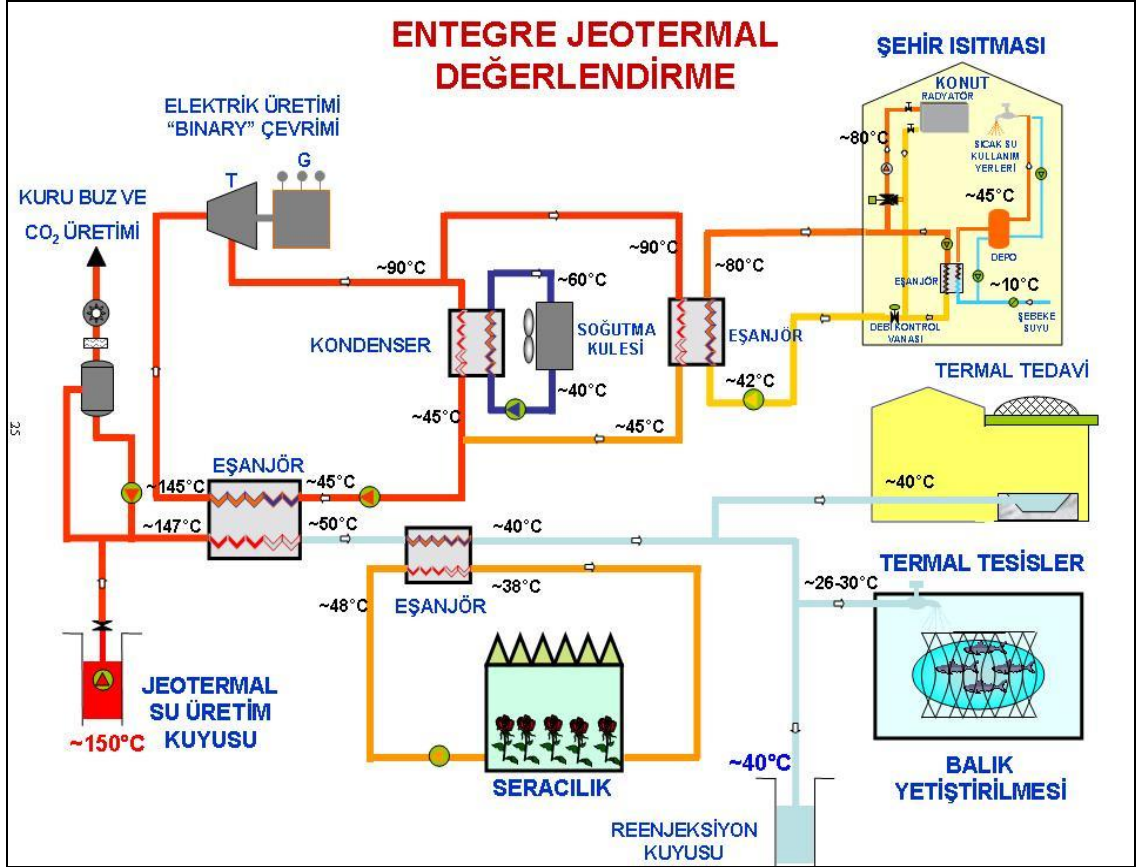 ENTEGRE JEOTERMAL
DEĞERLENDİRME
ŞEHİR ISITMASI
KONUT
RADYATÖR
~80°C
SICAK SU
KULLANIM
YERLERİ
~45°C
DEPO
EŞANJÖR
~10°C
ŞEBEKE
SUYU
DEBİ KONTROL
VANASI
ELEKTRİK ÜRETİMİ
“BINARY” ÇEVRİMİ
T
G
KURU BUZ VE
CO₂ ÜRETİMİ
~90°C
~90°C
~80°C
~60°C
KONDENSER
SOĞUTMA
KULESİ
EŞANJÖR
~40°C
~42°C
~45°C
~45°C
TERMAL TEDAVİ
~40°C
25
EŞANJÖR
~145°C
~45°C
~147°C
~50°C
~40°C
~48°C
EŞANJÖR
~38°C
TERMAL TESİSLER
~26-30°C
JEOTERMAL
SU ÜRETİM
KUYUSU
~150°C
SERACILIK
~40°C
REENJEKSİYON
KUYUSU
BALIK
YETİŞTİRİLMESİ